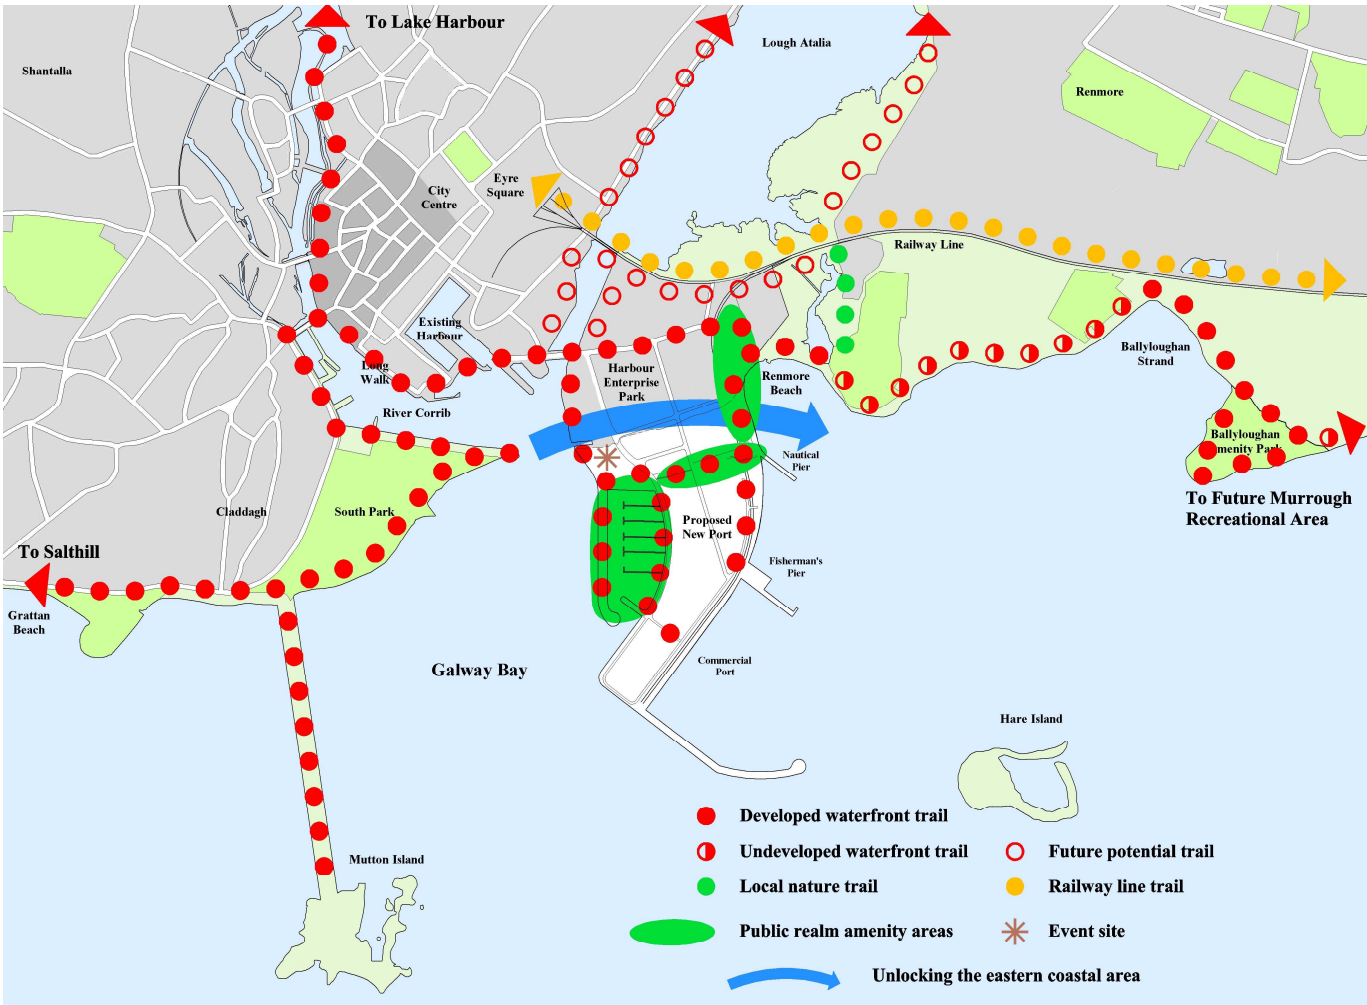 To Lake Harbour
Lough Atalia
Shantalla
Renmore
City
Centre
Eyre
Square
Railway Line
Existing
Harbour
Long
Walk
Harbour
Enterprise
Park
Renmore
Beach
Ballyloughan
Strand
River Corrib
Ballyloughan
menity Park
Nautical
Pier
Claddagh
South Park
Proposed
New Port
To Future Murrough
Recreational Area
To Salthill
Fisherman's
Pier
Grattan
Beach
Galway Bay
Commercial
Port
Hare Island
Mutton Island
Developed waterfront trail
Undeveloped waterfront trail
Future potential trail
Local nature trail
Railway line trail
Public realm amenity areas
Event site
Unlocking the eastern coastal area